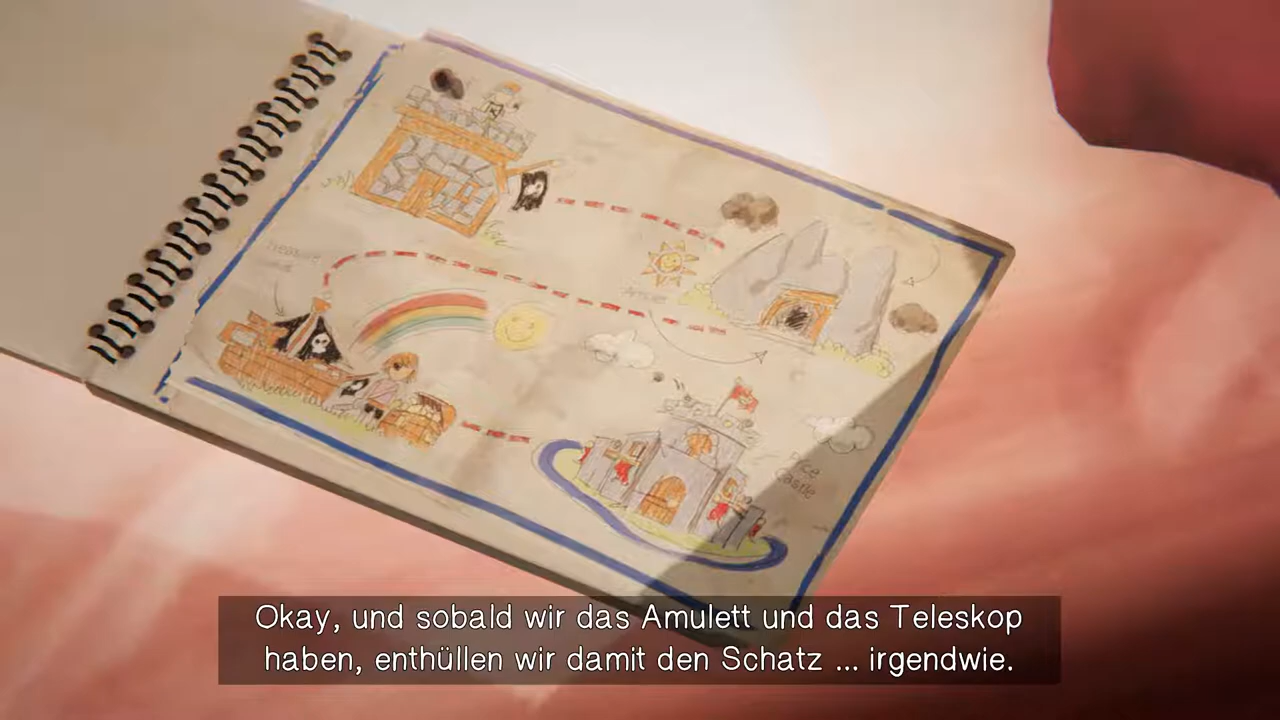 Okay, und sobald wir das Amulett und das Teleskop
haben, enthüllen wir damit den Schatz ... irgendwie.